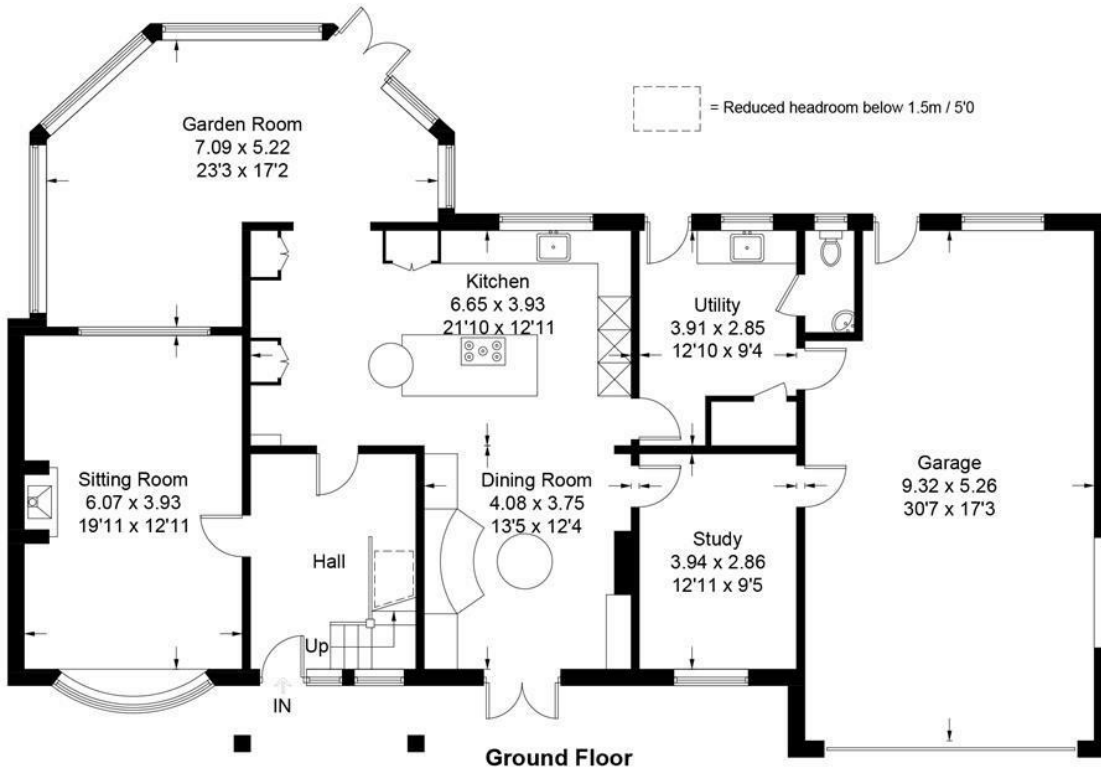 = Reduced headroom below 1.5m / 5'0
Garden Room
7.09 x 5.22
23'3 x 17'2
Kitchen
6.65 x 3.93
21'10 x 12'11
Utility
3.91 x 2.85
12'10 x 9'4
Sitting Room
6.07 x 3.93
19'11 x 12'11
Hall
Up
IN
Dining Room
4.08 x 3.75
13'5 x 12'4
Study
3.94 x 2.86
12'11 x 9'5
Garage
9.32 x 5.26
30'7 x 17'3
Ground Floor